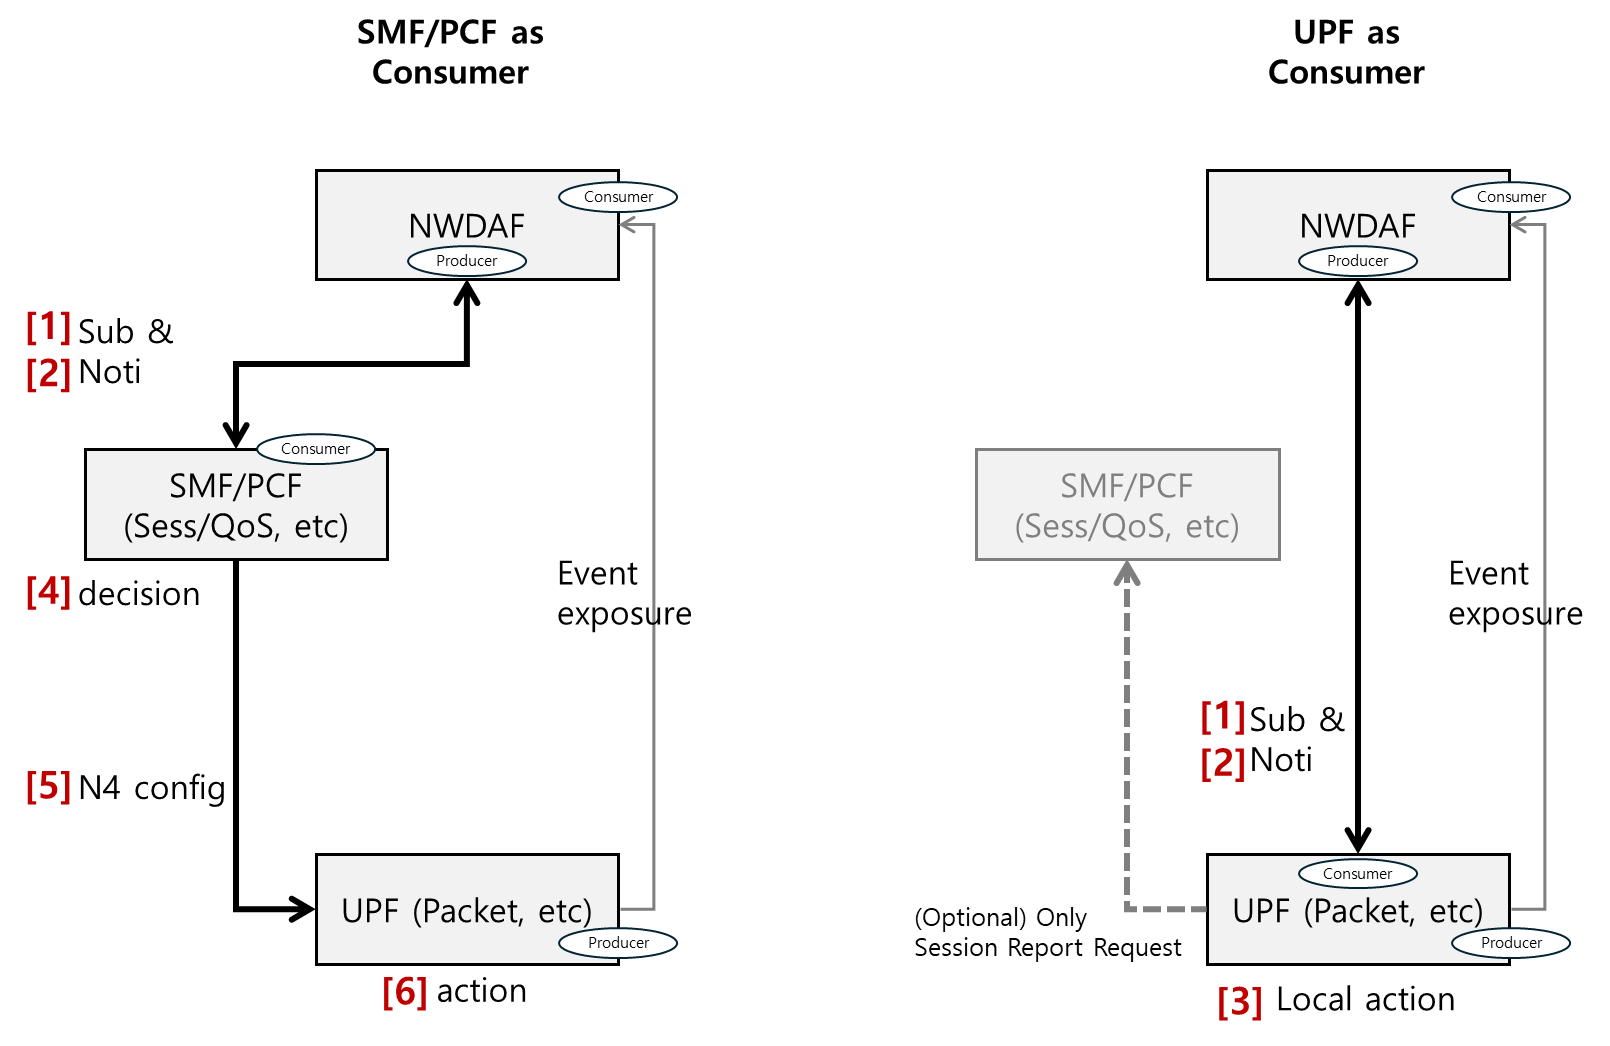 SMF/PCF as
Consumer
NWDAF
Consumer
Producer
[1] Sub &
[2] Noti
Consumer
SMF/PCF
(Sess/QoS, etc)
[4] decision
Event
exposure
[5] N4 config
UPF (Packet, etc)
Producer
[6] action
UPF as
Consumer
NWDAF
Consumer
Producer
SMF/PCF
(Sess/QoS, etc)
Event
exposure
[1] Sub &
[2] Noti
Consumer
UPF (Packet, etc)
Producer
(Optional) Only
Session Report Request
[3] Local action